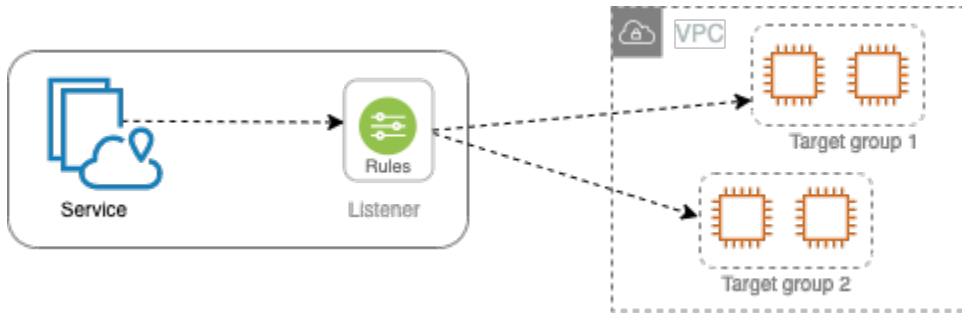 VPC
Target group 1
Rules
Service
Listener
Target group 2